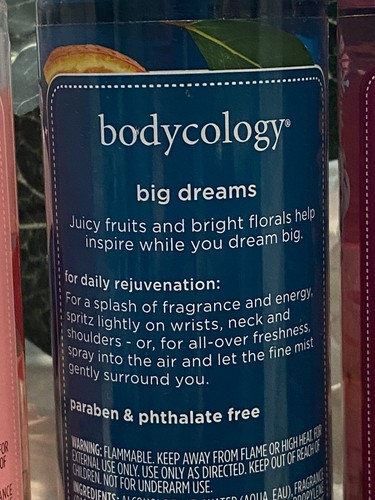 bodycology®
big dreams
Juicy fruits and bright florals help
inspire while you dream big.
for daily rejuvenation:
For a splash of fragrance and energy,
spritz lightly on wrists, neck and
shoulders - or, for all-over freshness,
spray into the air and let the fine mist
gently surround you.
paraben & phthalate free
WARNING: FLAMMABLE. KEEP AWAY FROM FLAME OR HIGH HEAT. FOR
EXTERNAL USE ONLY. USE ONLY AS DIRECTED. KEEP OUT OF REACH OF
CHILDREN. NOT FOR UNDERARM USE.
INGREDIENTS: (AQUA, EAU), FRAGRANCE